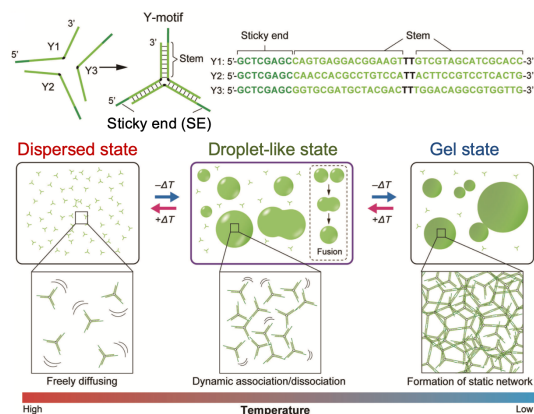 Y-motif
3'
Y1
5'
Y3
Y2
3'
Stem
5'
Sticky end (SE)
Sticky end
Stem
Y1: 5'-GCTCGAGCCAGTGAGGACGGAAGTTTGTCGTAGCATCGCACC-3'
Y2: 5'-GCTCGAGCCAACCACGCCTGTCCATTACTTCCGTCCTCACTG-3'
Y3: 5'-GCTCGAGCGGTGCGATGCTACGACTTTGGACAGGCGTGGTTG-3'
Dispersed state
Droplet-like state
Gel state
−ΔT
+ΔT
−ΔT
+ΔT
Fusion
Freely diffusing
Dynamic association/dissociation
Formation of static network
High
Temperature
Low